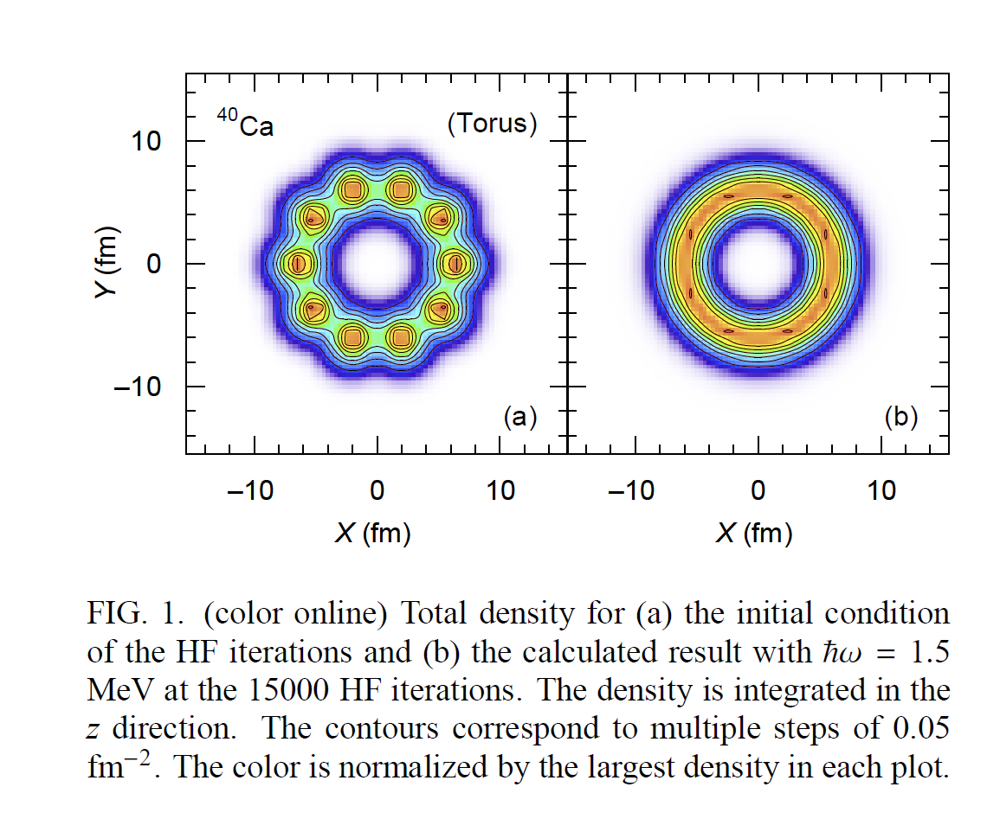 ⁴⁰Ca
(Torus)
10
0
−10
Y (fm)
(a)
(b)
−10 0 10
−10 0 10
X (fm)
X (fm)
FIG. 1. (color online) Total density for (a) the initial condition
of the HF iterations and (b) the calculated result with ħω = 1.5
MeV at the 15000 HF iterations. The density is integrated in the
z direction. The contours correspond to multiple steps of 0.05
fm⁻². The color is normalized by the largest density in each plot.